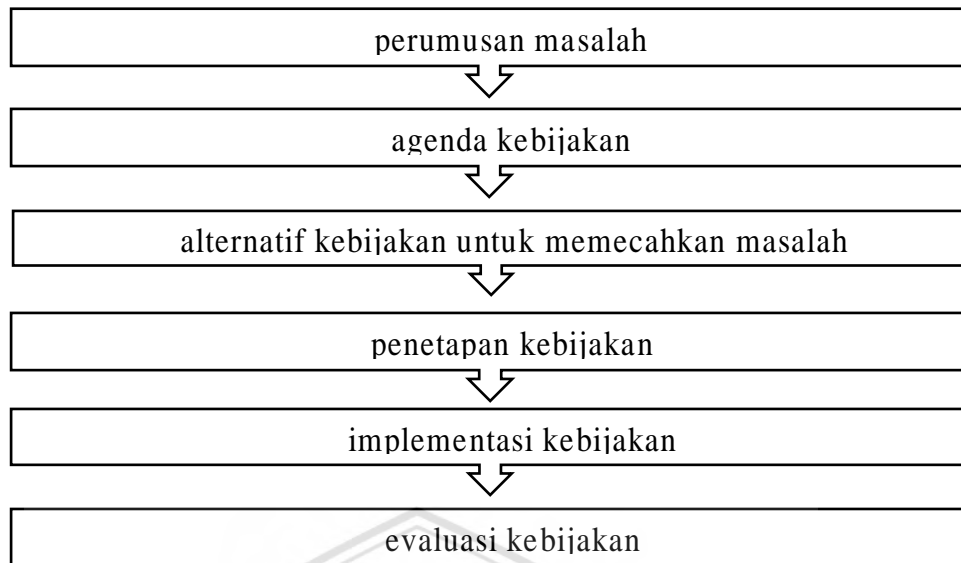 perumusan masalah
agenda kebijakan
alternatif kebijakan untuk memecahkan masalah
penetapan kebijakan
implementasi kebijakan
evaluasi kebijakan